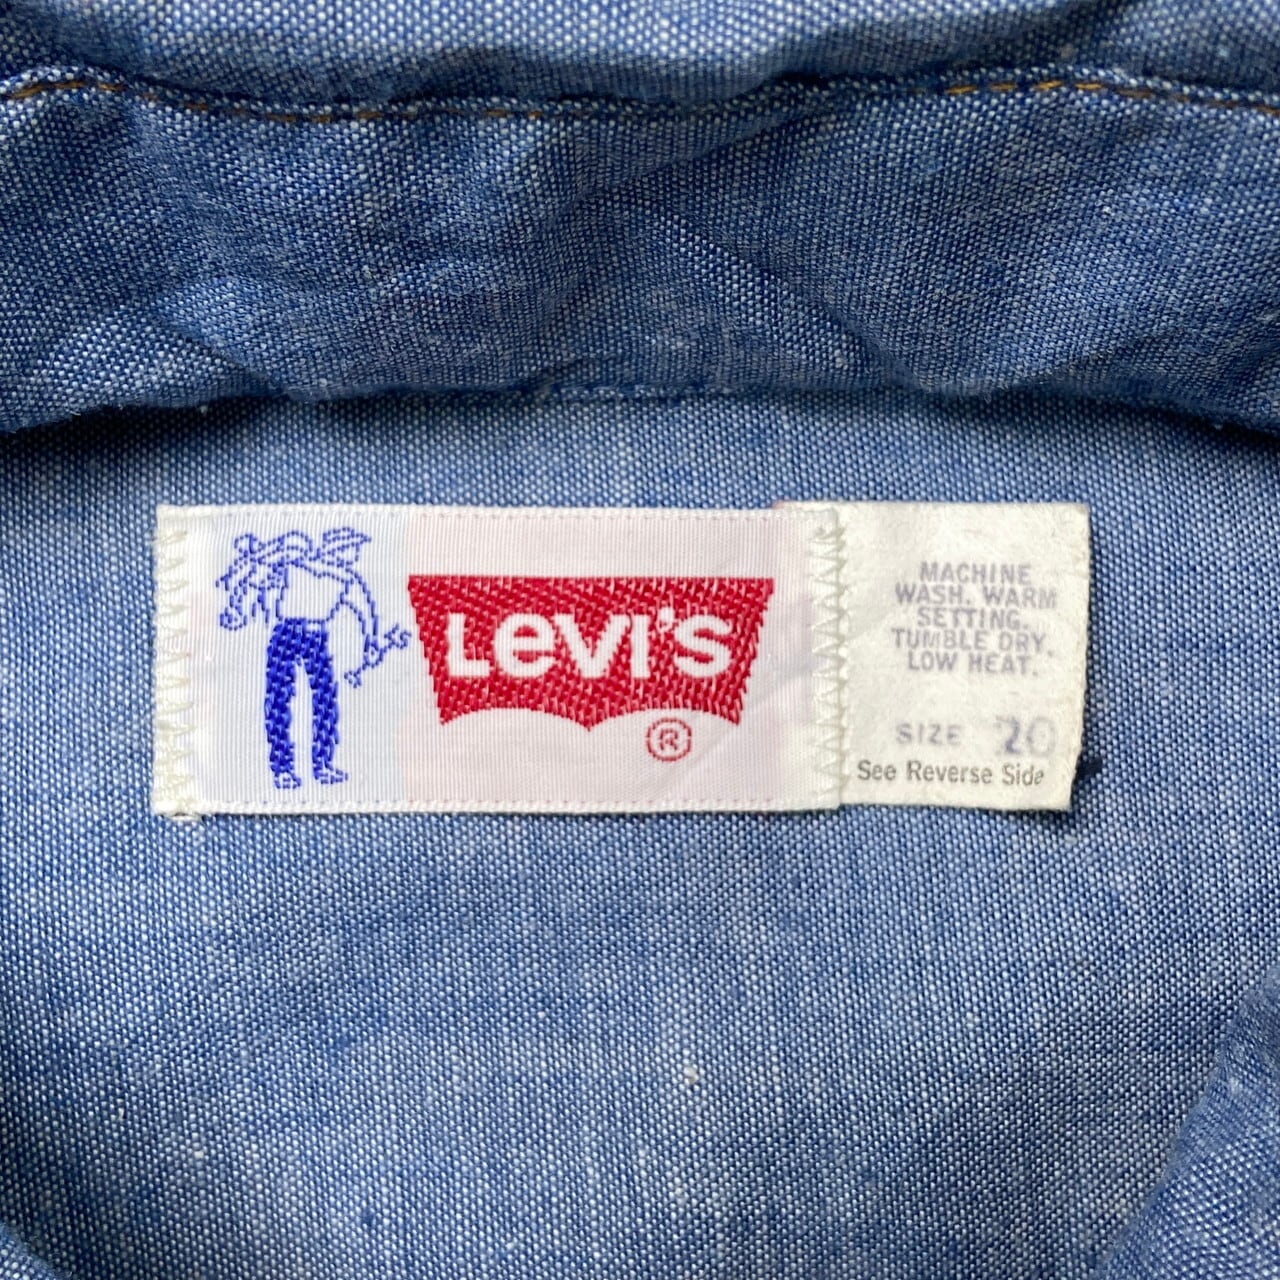 Levi's
®
MACHINE
WASH. WARM
SETTING.
TUMBLE DRY.
LOW HEAT.
SIZE 20
See Reverse Side